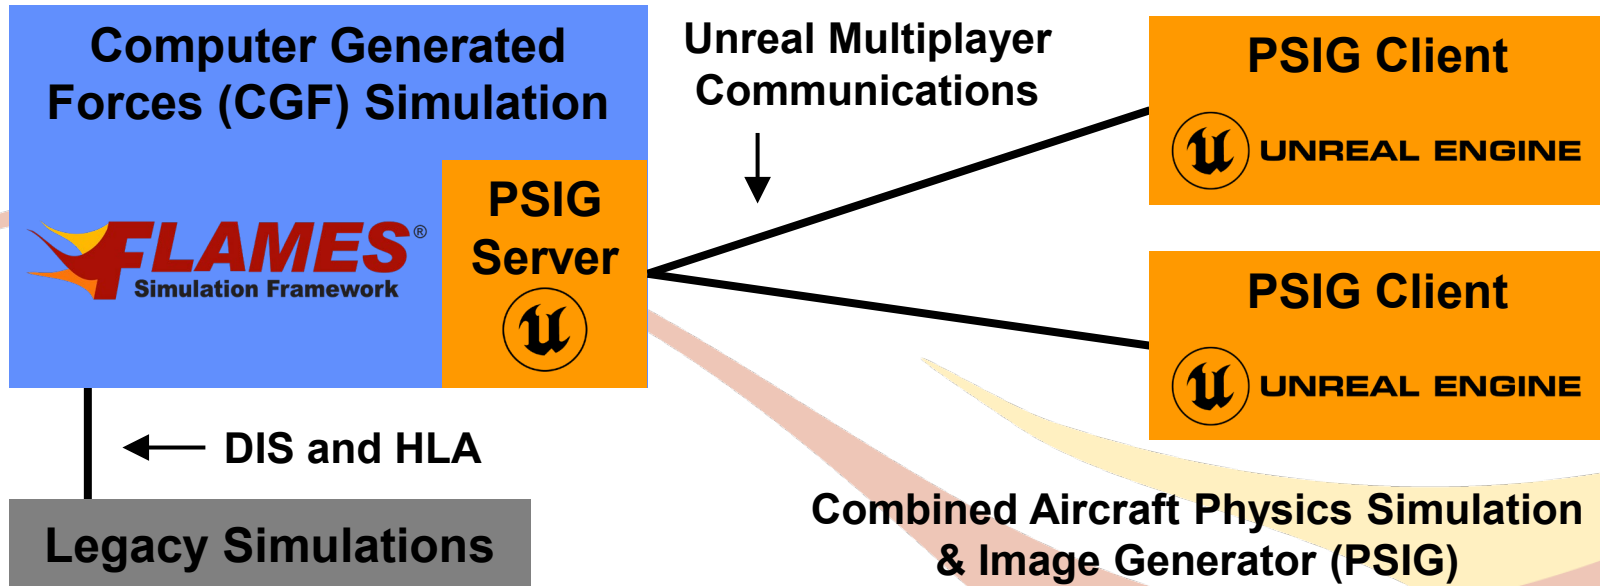 Computer Generated
Forces (CGF) Simulation
FLAMES®
Simulation Framework
PSIG
Server
Unreal Multiplayer
Communications
PSIG Client
UNREAL ENGINE
PSIG Client
UNREAL ENGINE
DIS and HLA
Legacy Simulations
Combined Aircraft Physics Simulation
& Image Generator (PSIG)